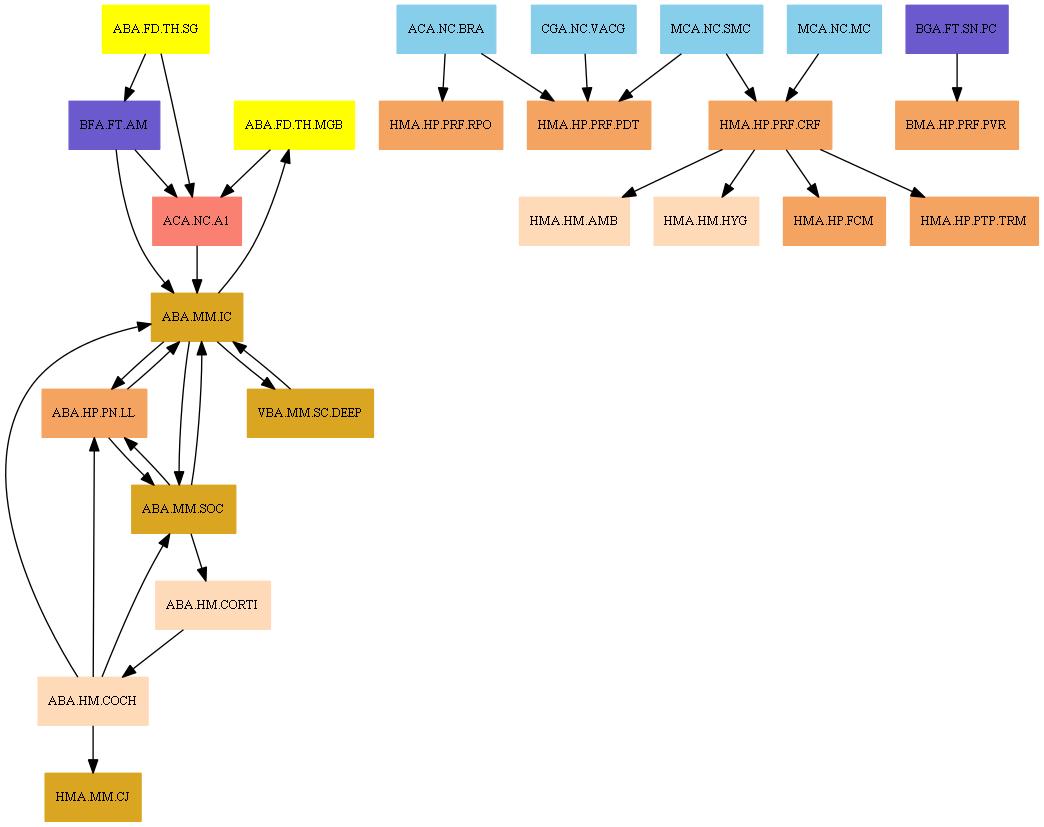 ABA.FD.TH.SG
ACA.NC.BRA
CGA.NC.VACG
MCA.NC.SMC
MCA.NC.MC
BGA.FT.SN.PC
BFA.FT.AM
ABA.FD.TH.MGB
HMA.HP.PRF.RPO
HMA.HP.PRF.PDT
HMA.HP.PRF.CRF
BMA.HP.PRF.PVR
ACA.NC.A1
HMA.HM.AMB
HMA.HM.HYG
HMA.HP.FCM
HMA.HP.PTP.TRM
ABA.MM.IC
ABA.HP.PN.LL
VBA.MM.SC.DEEP
ABA.MM.SOC
ABA.HM.CORTI
ABA.HM.COCH
HMA.MM.CJ